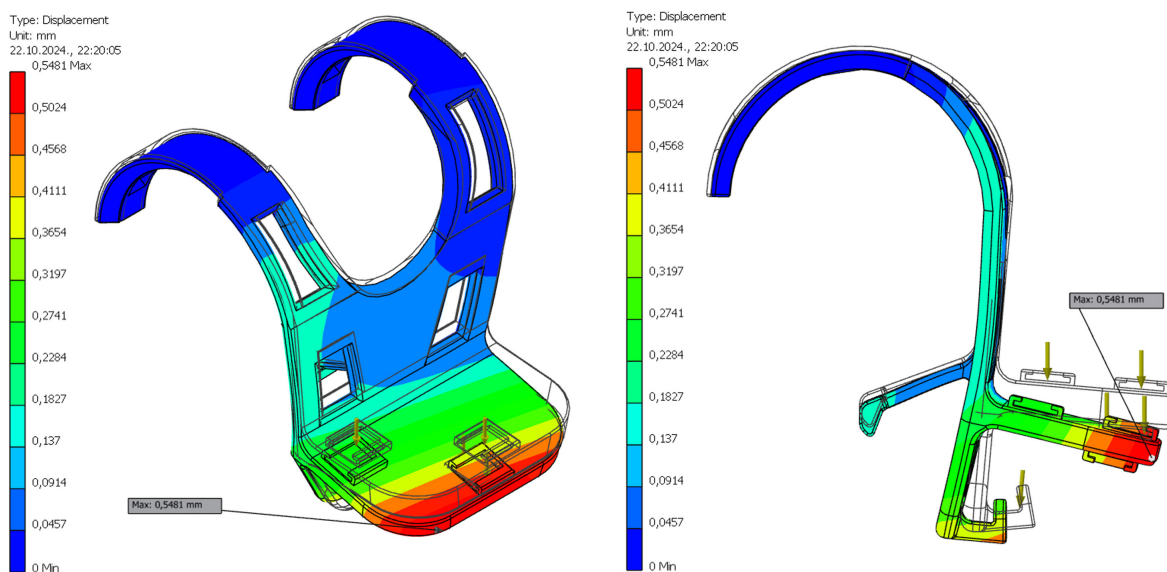 Type: Displacement
Unit: mm
22.10.2024., 22:20:05
0,5481 Max
0,5024
0,4568
0,4111
0,3654
0,3197
0,2741
0,2284
0,1827
0,137
0,0914
0,0457
0 Min
Max: 0,5481 mm
Type: Displacement
Unit: mm
22.10.2024., 22:20:05
0,5481 Max
0,5024
0,4568
0,4111
0,3654
0,3197
0,2741
0,2284
0,1827
0,137
0,0914
0,0457
0 Min
Max: 0,5481 mm